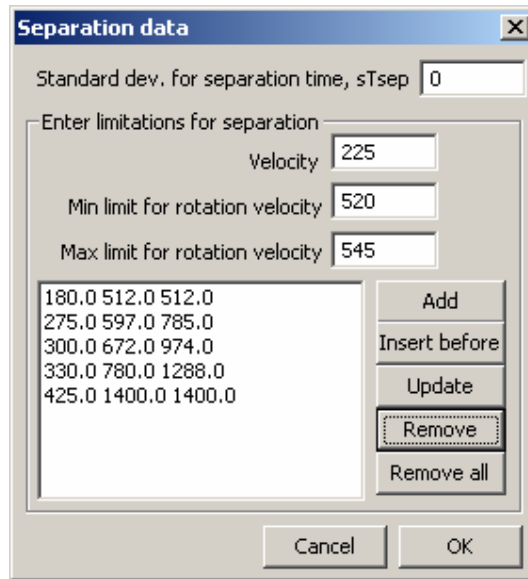 Separation data
Standard dev. for separation time, sTsep 0
Enter limitations for separation
Velocity 225
Min limit for rotation velocity 520
Max limit for rotation velocity 545
180.0 512.0 512.0
275.0 597.0 785.0
300.0 672.0 974.0
330.0 780.0 1288.0
425.0 1400.0 1400.0
Add
Insert before
Update
Remove
Remove all
Cancel OK